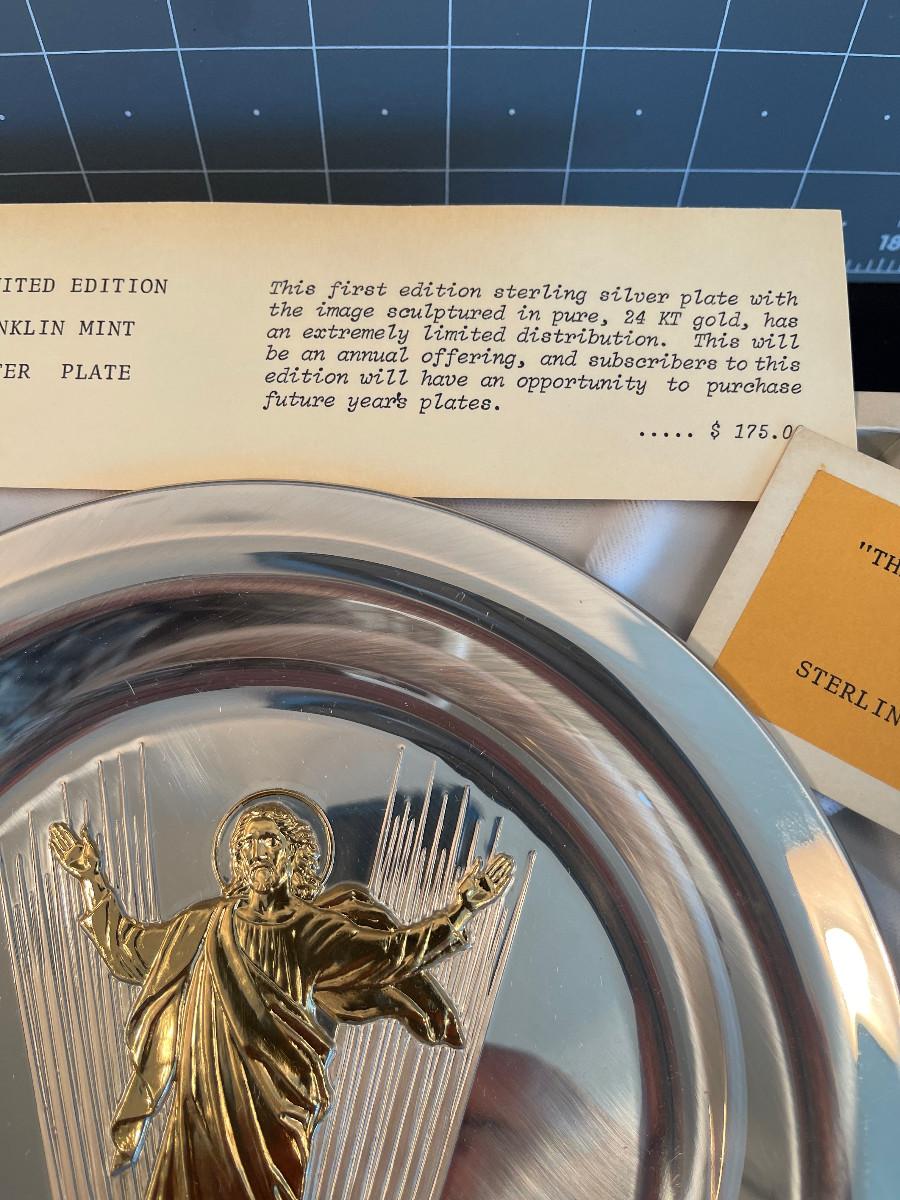 ITED EDITION
NKLIN MINT
TER PLATE
This first edition sterling silver plate with
the image sculptured in pure, 24 KT gold, has
an extremely limited distribution. This will
be an annual offering, and subscribers to this
edition will have an opportunity to purchase
future year's plates.
..... $ 175.00
"TH
STERLIN
18